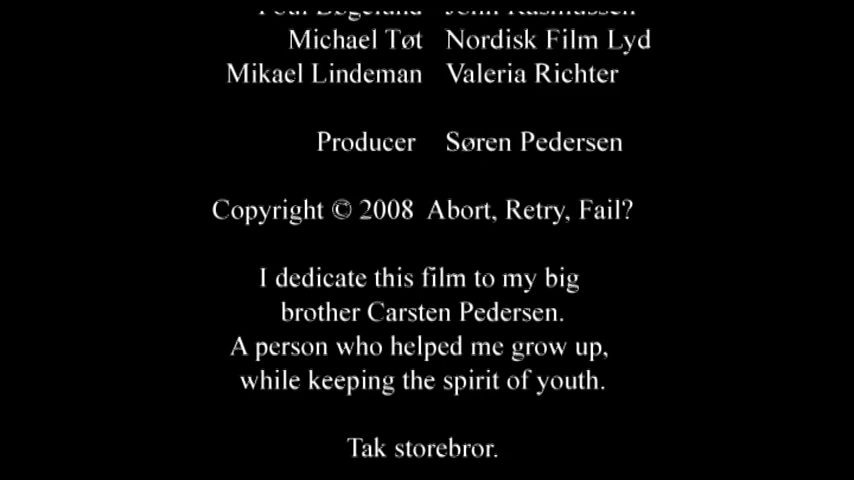 Michael Tøt Nordisk Film Lyd
Mikael Lindeman Valeria Richter
Producer Søren Pedersen
Copyright © 2008 Abort, Retry, Fail?
I dedicate this film to my big
brother Carsten Pedersen.
A person who helped me grow up,
while keeping the spirit of youth.
Tak storebror.